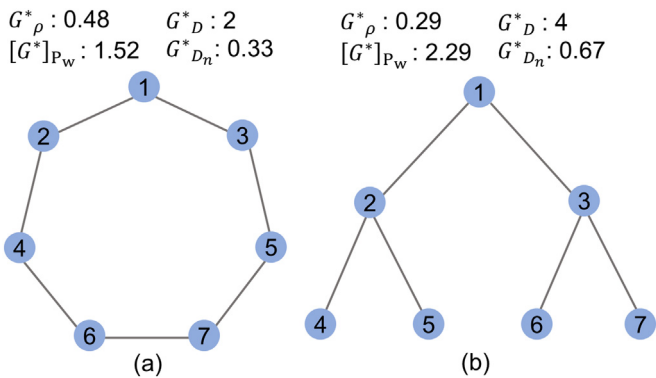 G*ρ : 0.48 G*D : 2
[G*]Pw : 1.52 G*Dn : 0.33
1
2
3
4
5
6
7
(a)
G*ρ : 0.29 G*D : 4
[G*]Pw : 2.29 G*Dn : 0.67
1
2
3
4
5
6
7
(b)